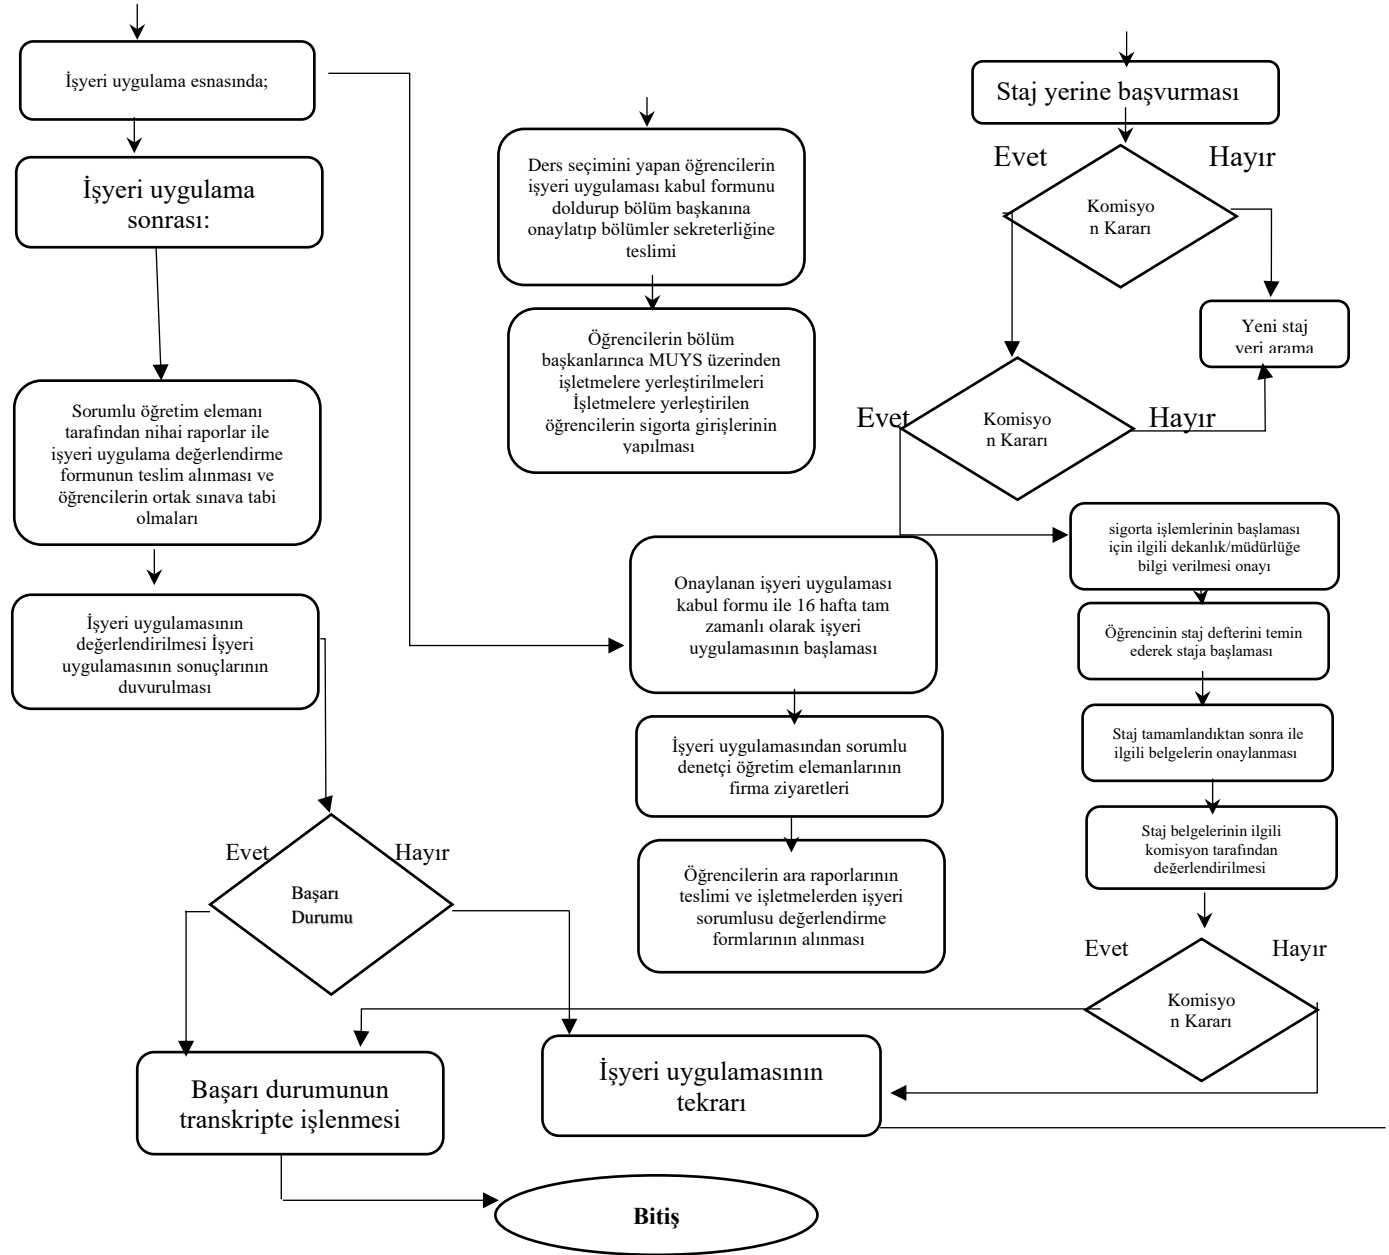 İşyeri uygulama esnasında;
İşyeri uygulama
sonrası:
Sorumlu öğretim elemanı
tarafından nihai raporlar ile
işyeri uygulama değerlendirme
formunun teslim alınması ve
öğrencilerin ortak sınava tabi
olmaları
İşyeri uygulamasının
değerlendirilmesi İşyeri
uygulamasının sonuçlarının
duyurulması
Evet
Hayır
Başarı
Durumu
Başarı durumunun
transkripte işlenmesi
Ders seçimini yapan öğrencilerin
işyeri uygulaması kabul formunu
doldurup bölüm başkanına
onaylatıp bölümler sekreterliğine
teslimi
Öğrencilerin bölüm
başkanlarınca MUYS üzerinden
işletmelere yerleştirilmeleri
İşletmelere yerleştirilen
öğrencilerin sigorta girişlerinin
yapılması
Onaylanan işyeri uygulaması
kabul formu ile 16 hafta tam
zamanlı olarak işyeri
uygulamasının başlaması
İşyeri uygulamasından sorumlu
denetçi öğretim elemanlarının
firma ziyaretleri
Öğrencilerin ara raporlarının
teslimi ve işletmelerden işyeri
sorumlusu değerlendirme
formlarının alınması
İşyeri uygulamasının
tekrarı
Bitiş
Staj yerine başvurması
Evet
Hayır
Komisyo
n Kararı
Yeni staj
yeri arama
Evet
Hayır
Komisyo
n Kararı
sigorta işlemlerinin başlaması
için ilgili dekanlık/müdürlüğe
bilgi verilmesi onayı
Öğrencinin staj defterini temin
ederek staja başlaması
Staj tamamlandıktan sonra ile
ilgili belgelerin onaylanması
Staj belgelerinin ilgili
komisyon tarafından
değerlendirilmesi
Evet
Hayır
Komisyo
n Kararı